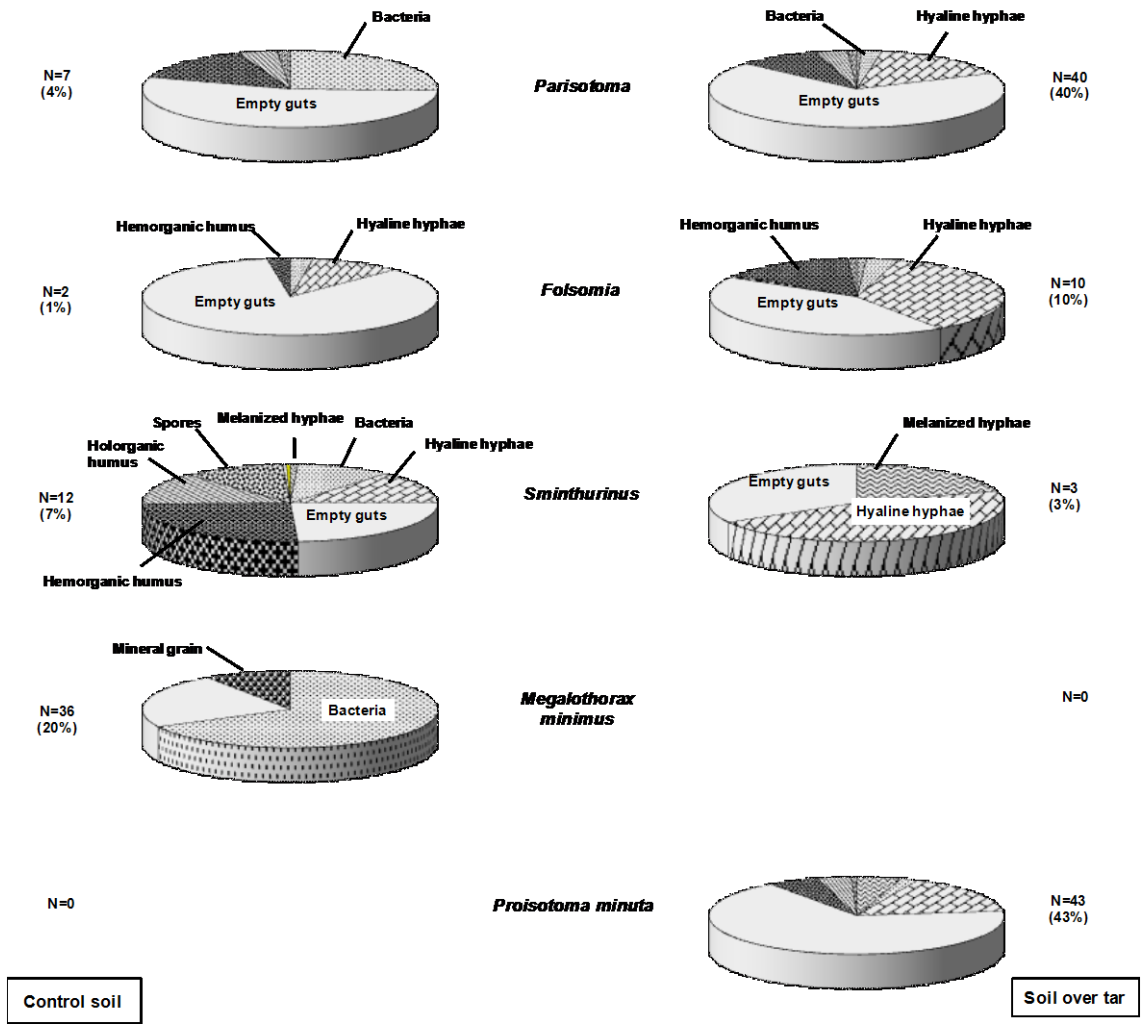 Bacteria
Bacteria
Hyaline hyphae
N=7
(4%)
Empty guts
Parisotoma
Empty guts
N=40
(40%)
Hemorganic humus
Hyaline hyphae
Hemorganic humus
Hyaline hyphae
N=2
(1%)
Empty guts
Folsomia
Empty guts
N=10
(10%)
Spores
Melanized hyphae
Bacteria
Hyaline hyphae
Holorganic
humus
N=12
(7%)
Empty guts
Hemorganic humus
Sminthurinus
Melanized hyphae
Empty guts
Hyaline hyphae
N=3
(3%)
Mineral grain
N=36
(20%)
Bacteria
Megalothorax
minimus
N=0
N=0
Proisotoma minuta
N=43
(43%)
Control soil
Soil over tar